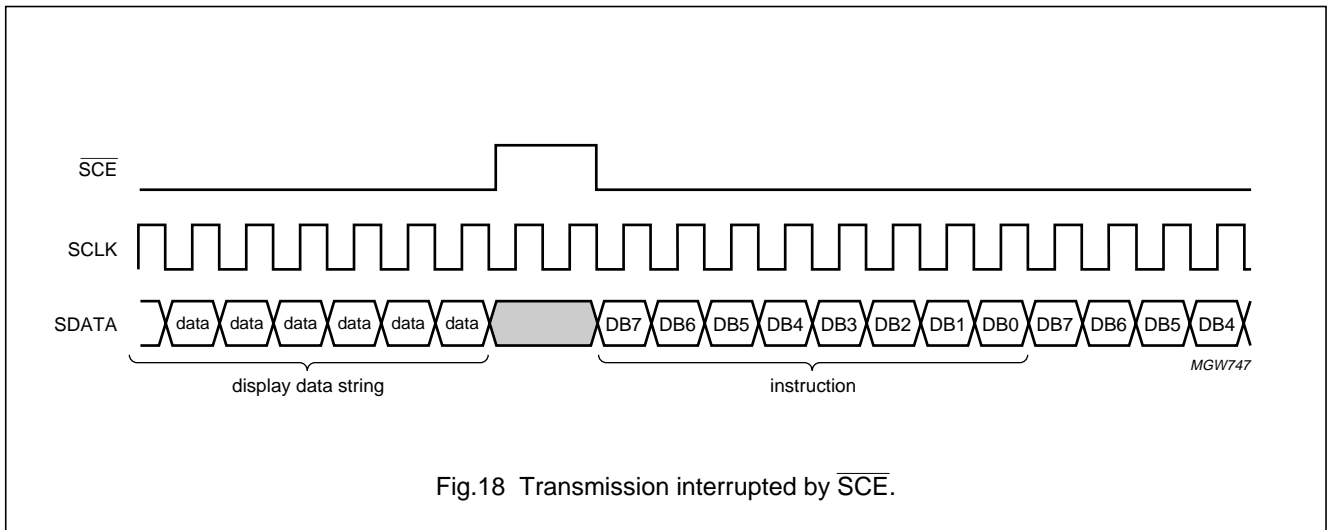 SCE
SCLK
SDATA data data data data data data DB7 DB6 DB5 DB4 DB3 DB2 DB1 DB0 DB7 DB6 DB5 DB4
MGW747
display data string instruction
Fig.18 Transmission interrupted by SCE.